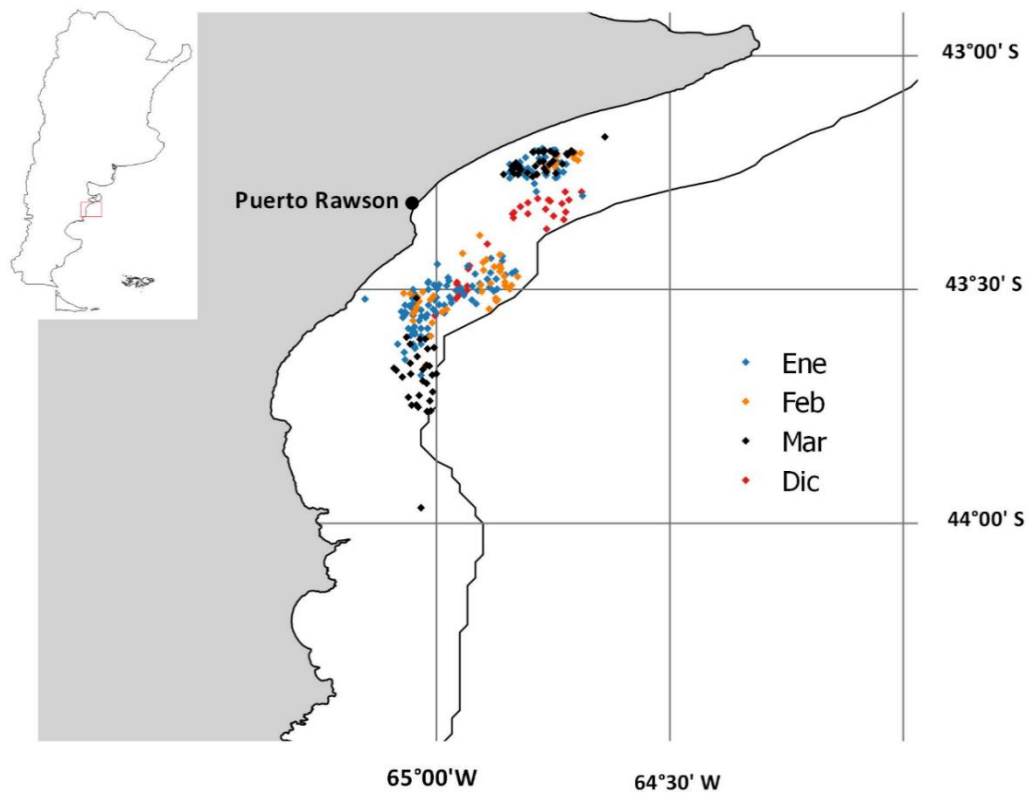 43°00' S
Puerto Rawson
43°30' S
Ene
Feb
Mar
Dic
44°00' S
65°00'W
64°30' W